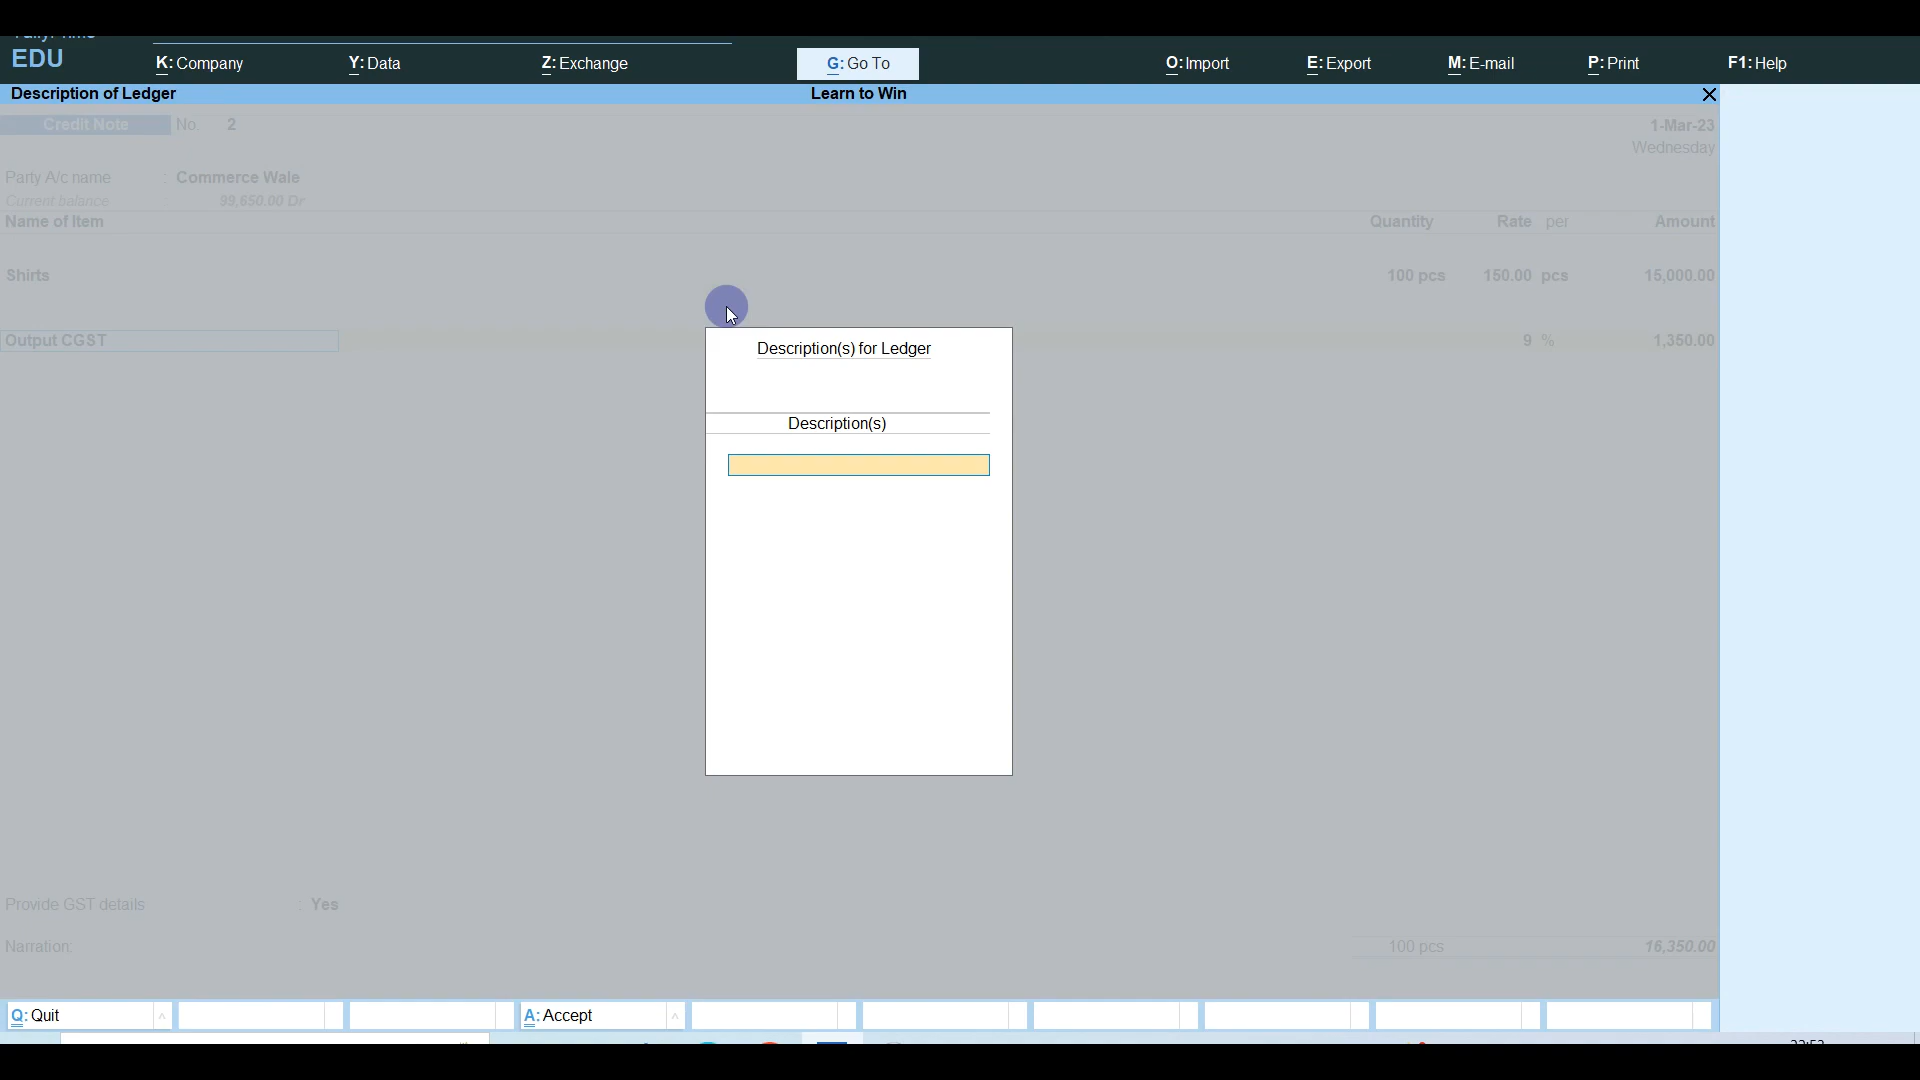 EDU
K: Company
Y: Data
Z: Exchange
G: Go To
O: Import
E: Export
M: E-mail
P: Print
F1: Help
Description of Ledger
Learn to Win
Credit Note No. 2
1-Mar-23
Wednesday
Party A/c name : Commerce Wale
Current balance 99,650.00 Dr
Name of Item Quantity Rate per Amount
Shirts 100 pcs 150.00 pcs 15,000.00
Output CGST 9 % 1,350.00
Description(s) for Ledger
Description(s)
Provide GST details : Yes
Narration: 100 pcs 16,350.00
Q: Quit
A: Accept